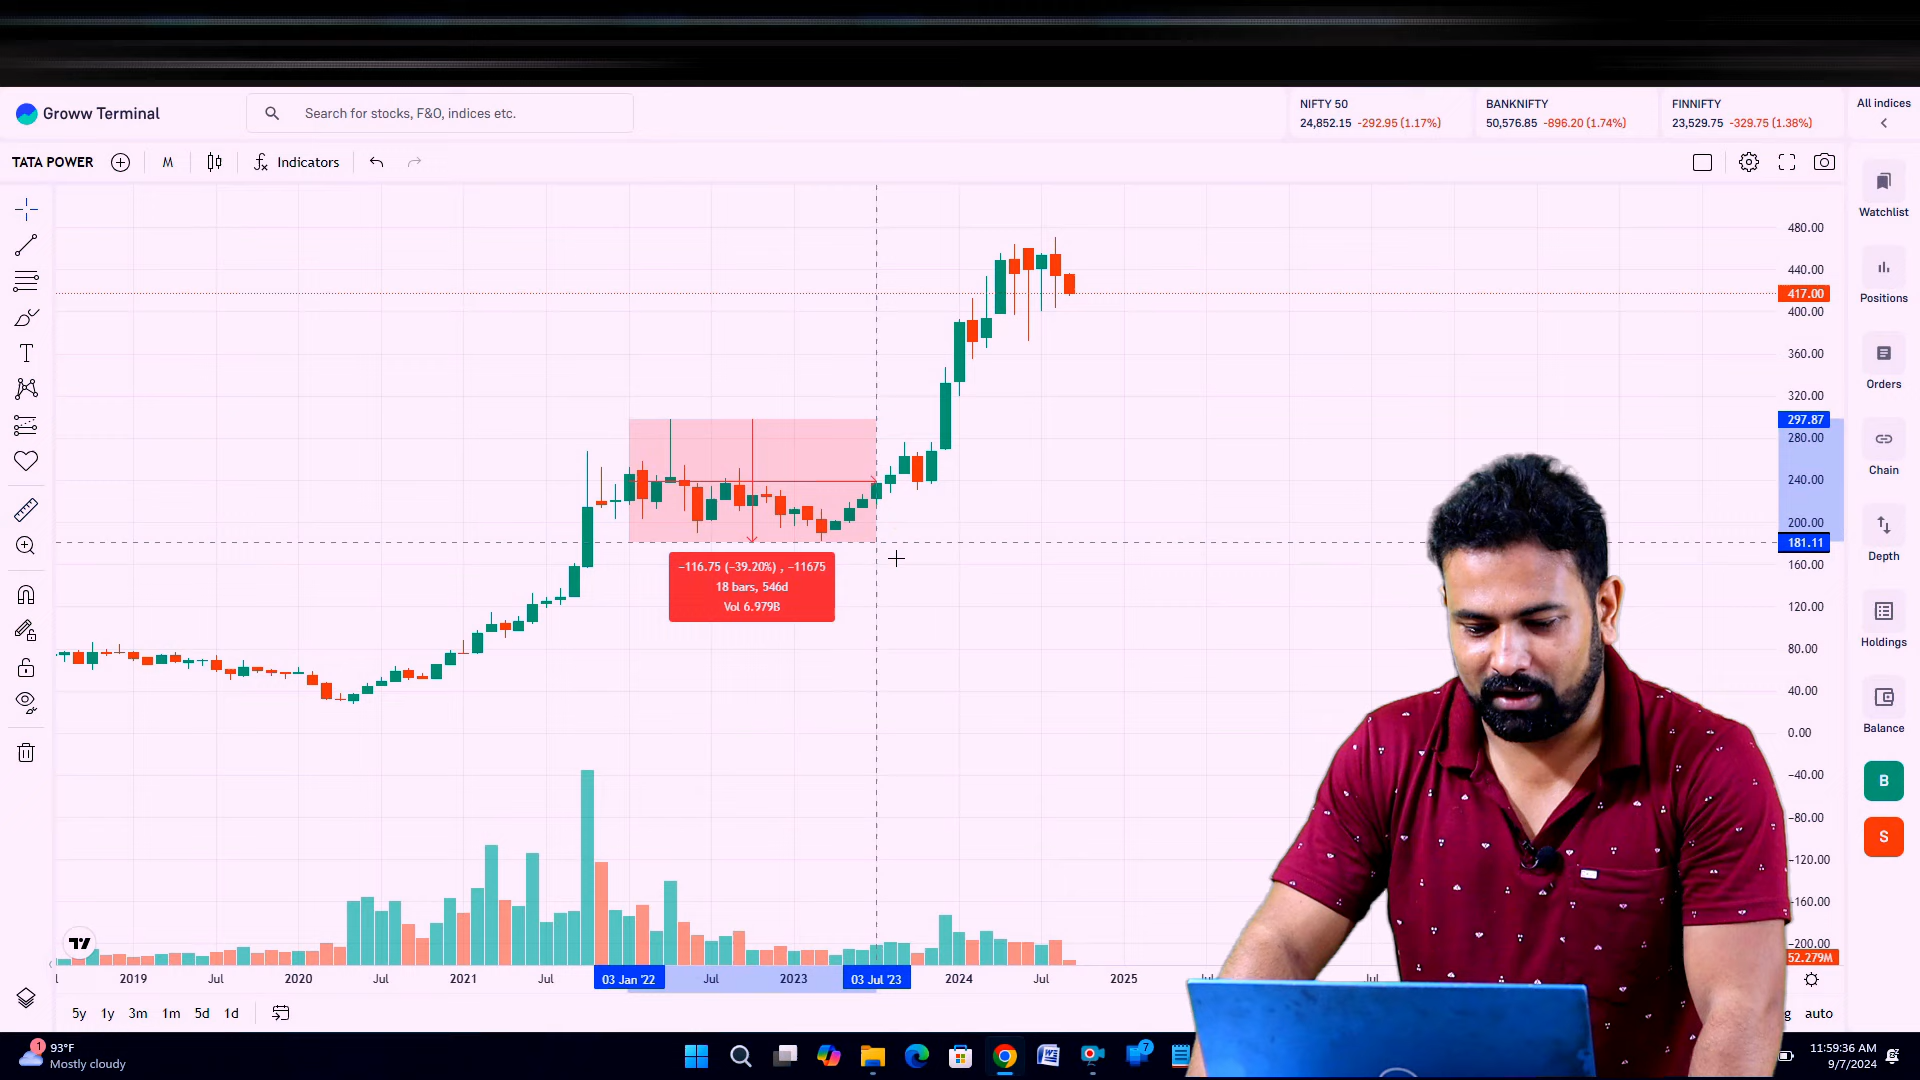 Groww Terminal
Search for stocks, F&O, indices etc.
NIFTY 50
24,852.15 -292.95 (1.17%)
BANKNIFTY
50,576.85 -896.20 (1.74%)
FINNIFTY
23,529.75 -329.75 (1.38%)
All indices
TATA POWER
M
Indicators
Watchlist
Positions
Orders
Chain
Depth
Holdings
Balance
B
S
480.00
440.00
417.00
400.00
360.00
320.00
297.87
280.00
240.00
200.00
181.11
160.00
120.00
80.00
40.00
0.00
-40.00
-80.00
-120.00
-160.00
-200.00
52.279M
-116.75 (-39.20%) , -11675
18 bars, 546d
Vol 6.979B
2019
Jul
2020
Jul
2021
Jul
03 Jan '22
Jul
2023
03 Jul '23
2024
Jul
2025
Jul
5y
1y
3m
1m
5d
1d
auto
1
93°F
Mostly cloudy
7
11:59:36 AM
9/7/2024